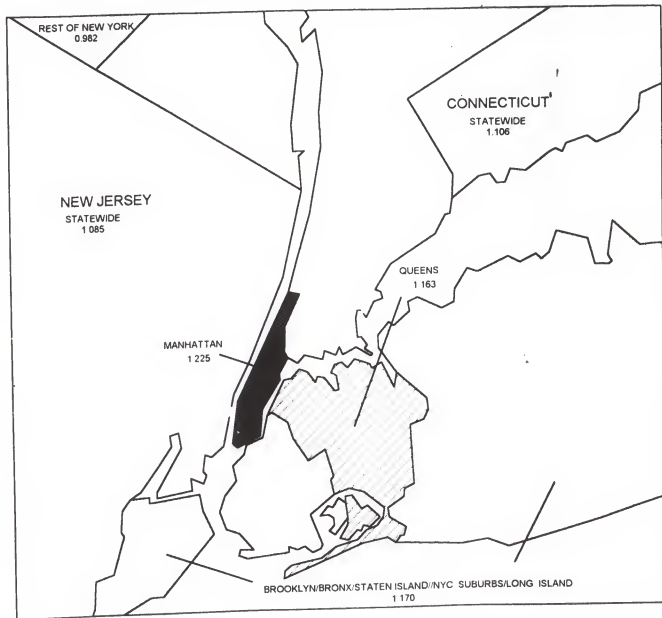 REST OF NEW YORK
0.982
CONNECTICUT
STATEWIDE
1.106
NEW JERSEY
STATEWIDE
1 085
QUEENS
1 163
MANHATTAN
1 225
BROOKLYN/BRONX/STATEN ISLAND//NYC SUBURBS/LONG ISLAND
1 170